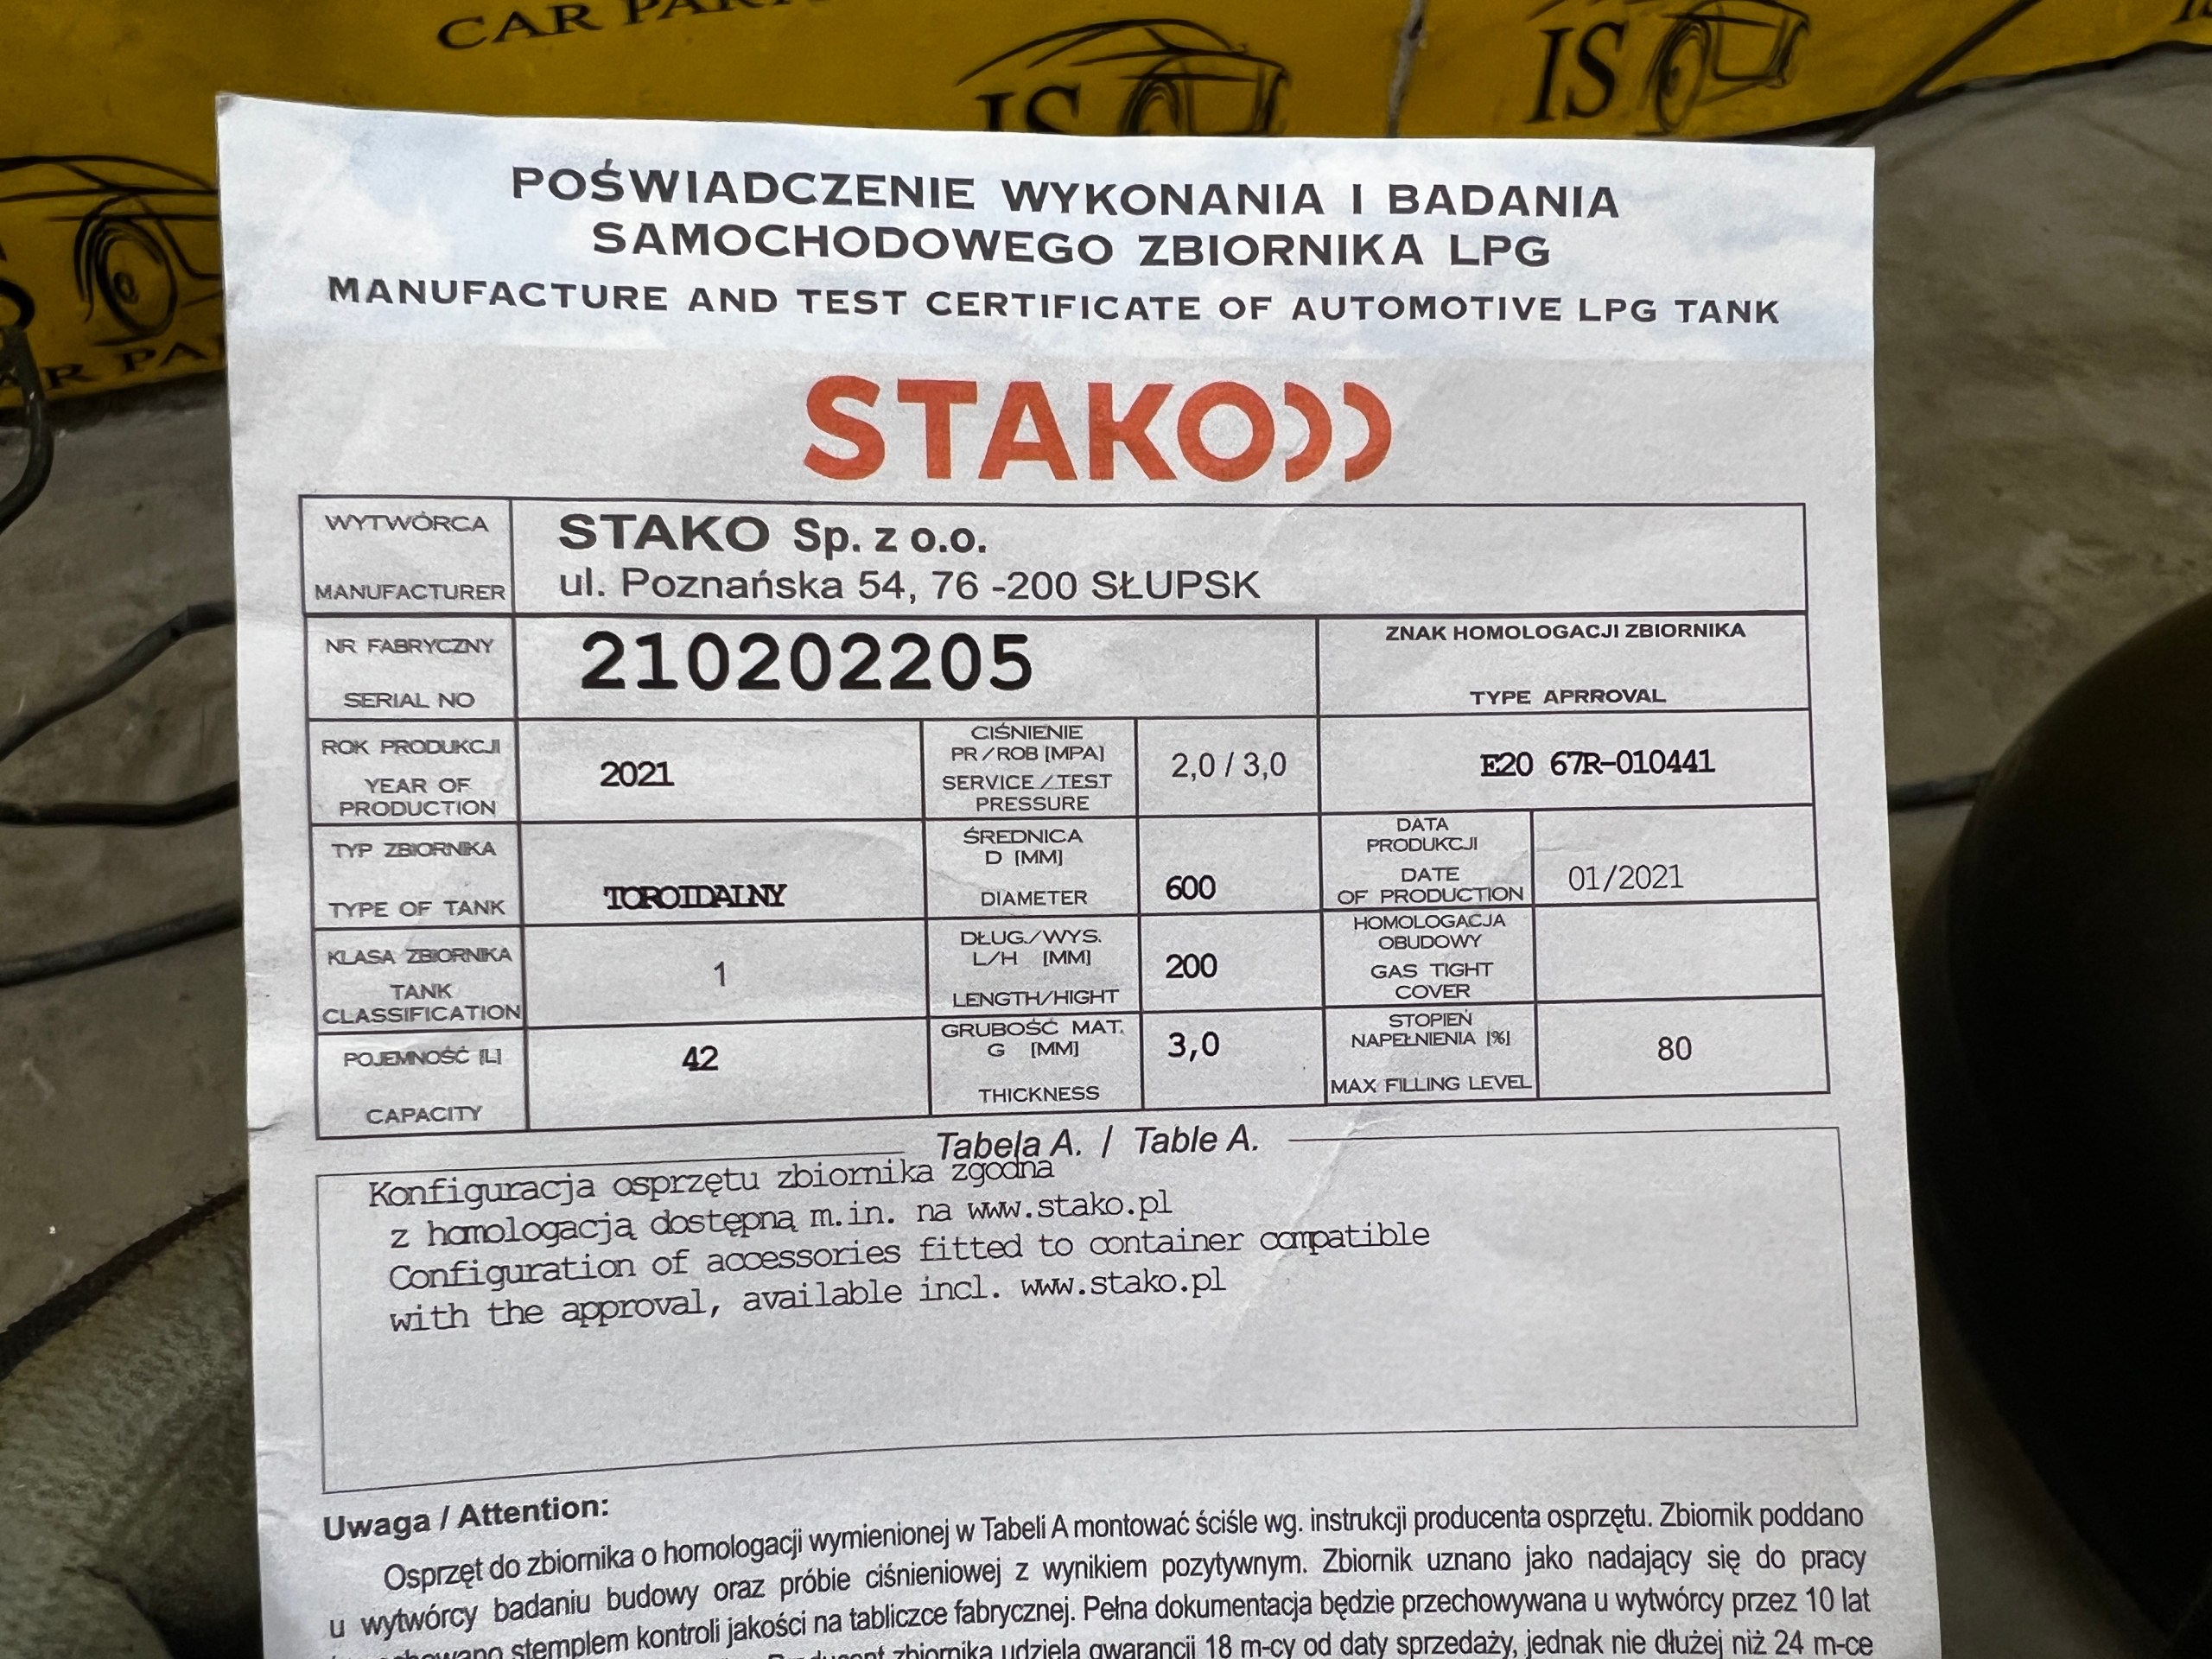 CAR PAR
IS
IS
CAR PA
POŚWIADCZENIE WYKONANIA I BADANIA
SAMOCHODOWEGO ZBIORNIKA LPG
MANUFACTURE AND TEST CERTIFICATE OF AUTOMOTIVE LPG TANK
STAKO
WYTWÓRCA
MANUFACTURER
STAKO Sp. z o.o.
ul. Poznańska 54, 76 -200 SŁUPSK
NR FABRYCZNY
SERIAL NO
210202205
ZNAK HOMOLOGACJI ZBIORNIKA
TYPE APRROVAL
ROK PRODUKCJI
YEAR OF
PRODUCTION
2021
CIŚNIENIE
PR/ROB [MPA]
SERVICE/TEST
PRESSURE
2,0 / 3,0
E20 67R-010441
TYP ZBIORNIKA
TYPE OF TANK
TOROIDALNY
ŚREDNICA
D [MM]
DIAMETER
600
DATA
PRODUKCJI
DATE
OF PRODUCTION
01/2021
KLASA ZBIORNIKA
TANK
CLASSIFICATION
1
DŁUG./WYS.
L/H [MM]
LENGTH/HIGHT
200
HOMOLOGACJA
OBUDOWY
GAS TIGHT
COVER
POJEMNOŚĆ [L]
CAPACITY
42
GRUBOŚĆ MAT.
G [MM]
THICKNESS
3,0
STOPIEŃ
NAPEŁNIENIA [%]
MAX FILLING LEVEL
80
Tabela A. / Table A.
Konfiguracja osprzętu zbiornika zgodna
z homologacją dostępną m.in. na www.stako.pl
Configuration of accessories fitted to container compatible
with the approval, available incl. www.stako.pl
Uwaga / Attention:
Osprzęt do zbiornika o homologacji wymienionej w Tabeli A montować ściśle wg. instrukcji producenta osprzętu. Zbiornik poddano
u wytwórcy badaniu budowy oraz próbie ciśnieniowej z wynikiem pozytywnym. Zbiornik uznano jako nadający się do pracy
stemplem kontroli jakości na tabliczce fabrycznej. Pełna dokumentacja będzie przechowywana u wytwórcy przez 10 lat
zbiornika udziela gwarancji 18 m-cy od daty sprzedaży, jednak nie dłużej niż 24 m-ce